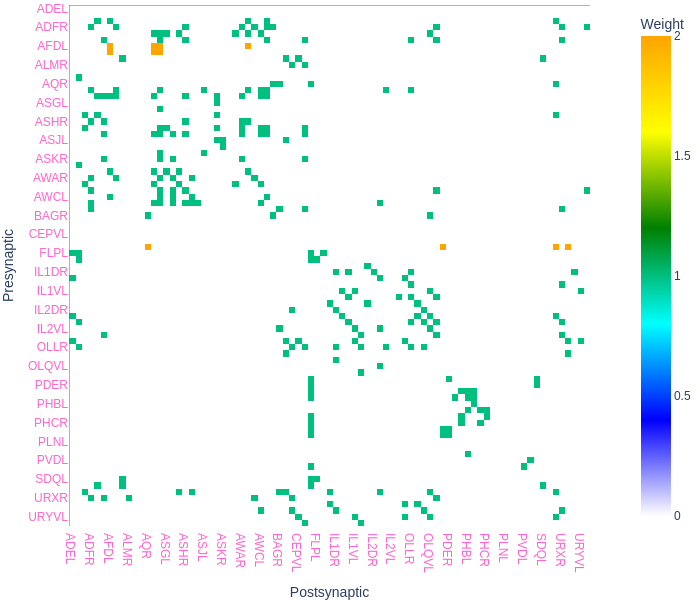 Weight
2
1.5
1
0.5
0
Presynaptic
ADEL
ADFR
AFDL
ALMR
AQR
ASGL
ASHR
ASJL
ASKR
AWAR
AWCL
BAGR
CEPVL
FLPL
IL1DR
IL1VL
IL2DR
IL2VL
OLLR
OLQVL
PDER
PHBL
PHCR
PLNL
PVDL
SDQL
URXR
URYVL
ADEL
ADFR
AFDL
ALMR
AQR
ASGL
ASHR
ASJL
ASKR
AWAR
AWCL
BAGR
CEPVL
FLPL
IL1DR
IL1VL
IL2DR
IL2VL
OLLR
OLQVL
PDER
PHBL
PHCR
PLNL
PVDL
SDQL
URXR
URYVL
Postsynaptic